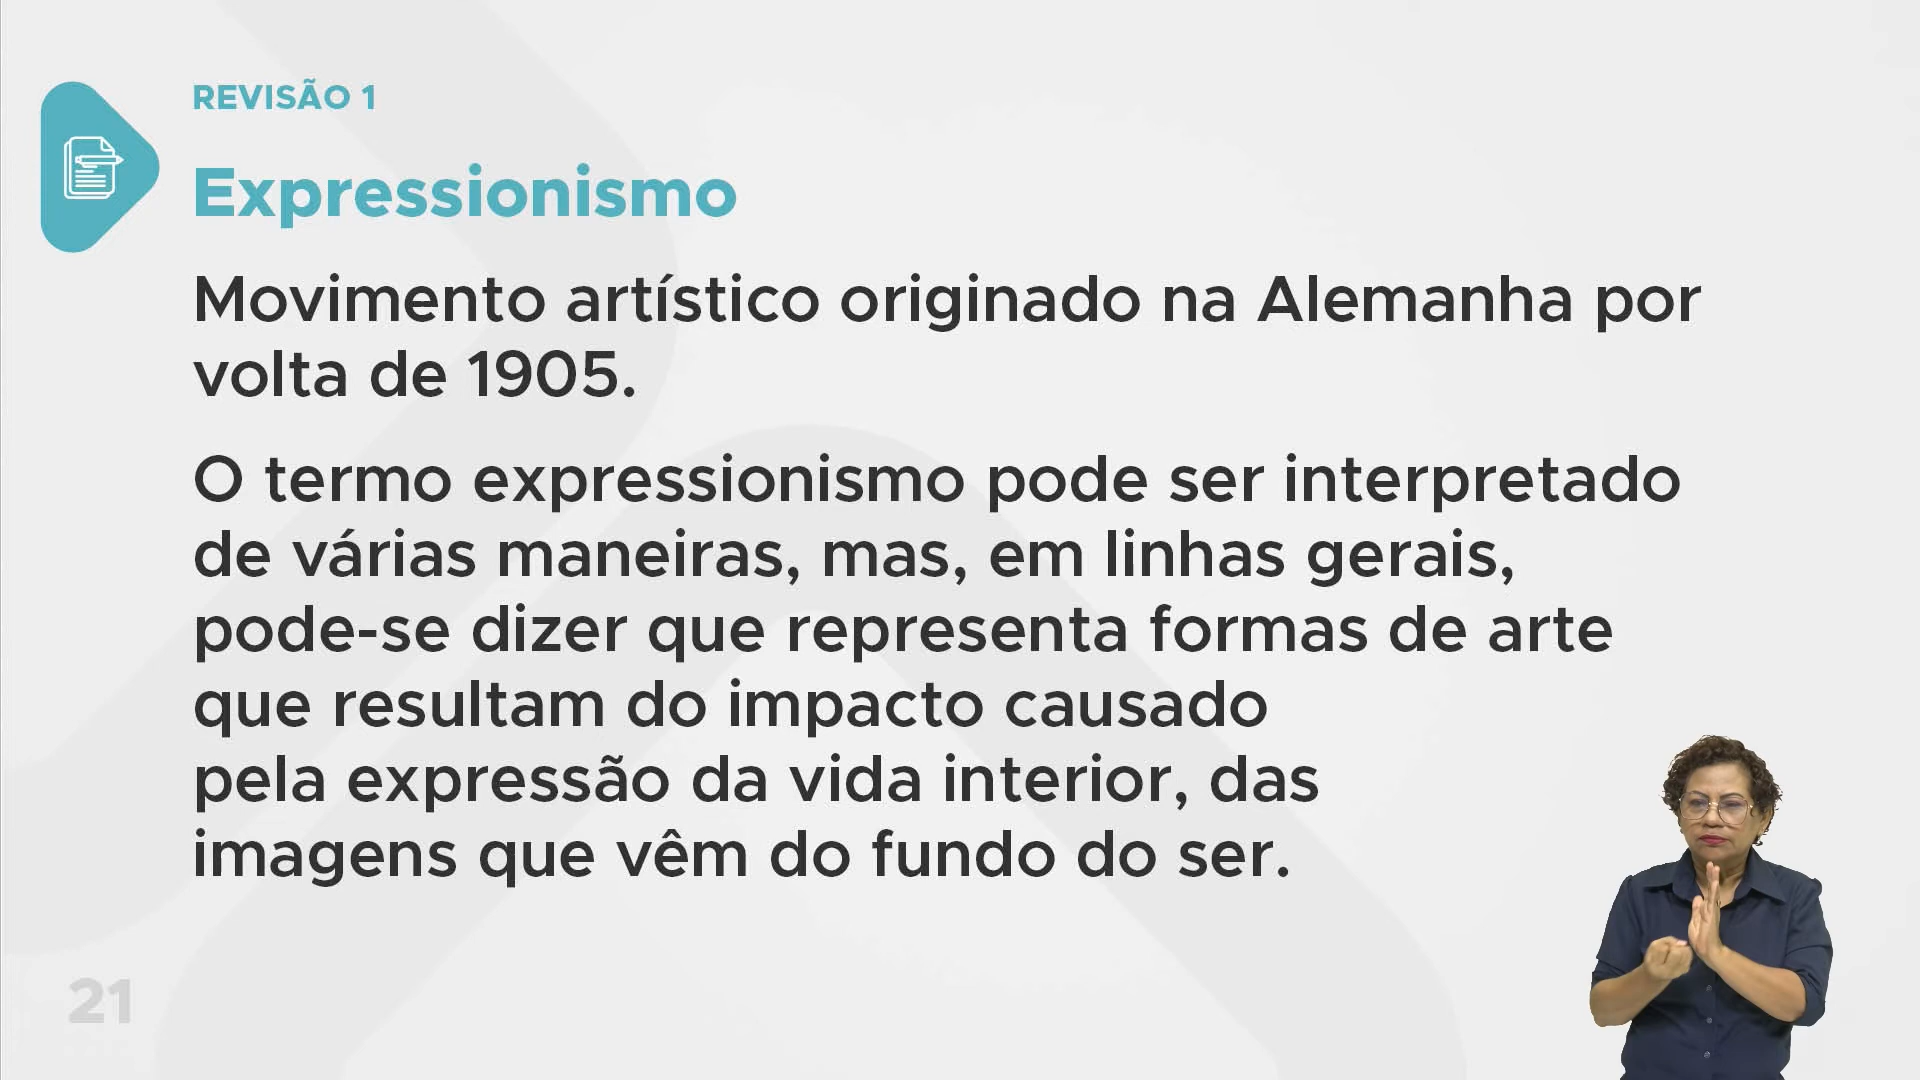 REVISÃO 1
Expressionismo
Movimento artístico originado na Alemanha por
volta de 1905.
O termo expressionismo pode ser interpretado
de várias maneiras, mas, em linhas gerais,
pode-se dizer que representa formas de arte
que resultam do impacto causado
pela expressão da vida interior, das
imagens que vêm do fundo do ser.
21